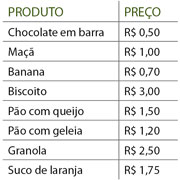 PRODUTO PREÇO
Chocolate em barra R$ 0,50
Maçã R$ 1,00
Banana R$ 0,70
Biscoito R$ 3,00
Pão com queijo R$ 1,50
Pão com geleia R$ 1,20
Granola R$ 2,50
Suco de laranja R$ 1,75